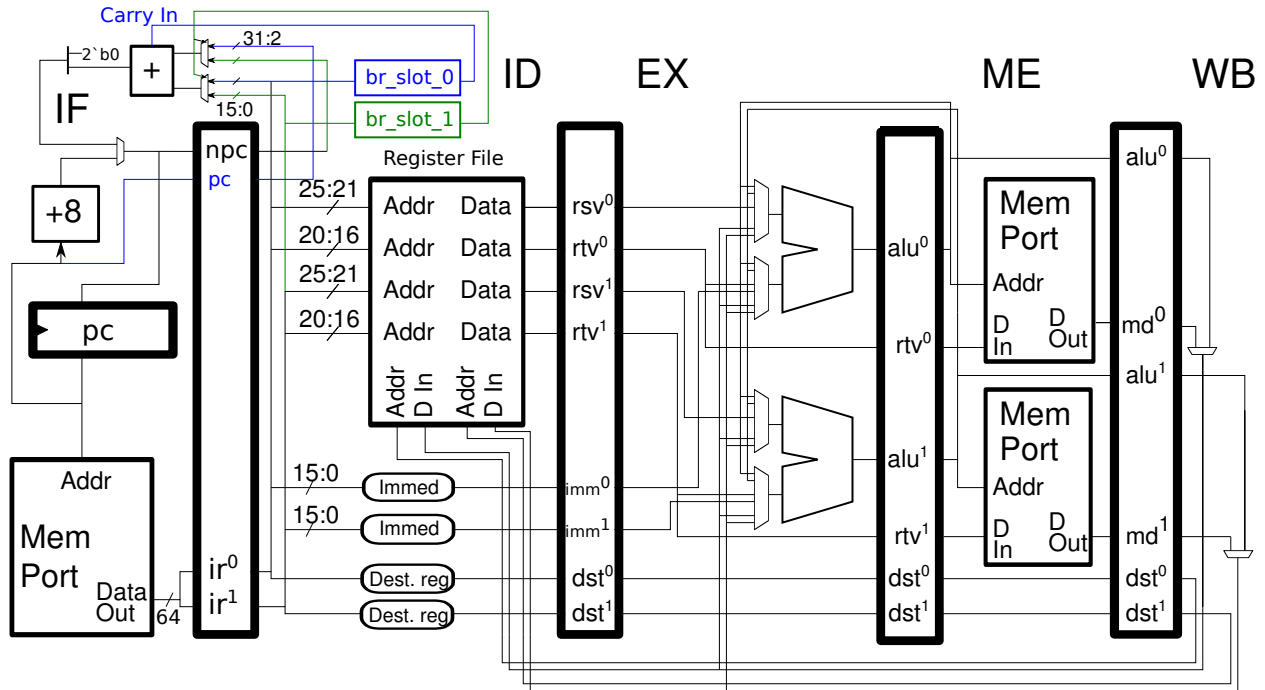 Carry In
2`b0
+
31:2
15:0
br_slot_0
br_slot_1
IF
ID
EX
ME
WB
npc
pc
+8
pc
Register File
25:21
20:16
25:21
20:16
Addr Data
Addr Data
Addr Data
Addr Data
Addr
D In
Addr
D In
15:0
Immed
15:0
Immed
Dest. reg
Dest. reg
Addr
Mem
Port
Data
Out
64
ir⁰
ir¹
rsv⁰
rtv⁰
rsv¹
rtv¹
imm⁰
imm¹
dst⁰
dst¹
alu⁰
rtv⁰
alu¹
rtv¹
dst⁰
dst¹
Mem
Port
Addr
D
In
D
Out
Mem
Port
Addr
D
In
D
Out
alu⁰
md⁰
alu¹
md¹
dst⁰
dst¹